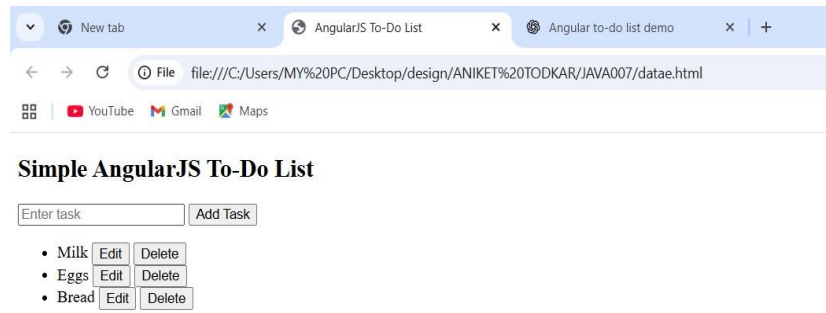 New tab
AngularJS To-Do List
Angular to-do list demo
File file:///C:/Users/MY%20PC/Desktop/design/ANIKET%20TODKAR/JAVA007/datae.html
YouTube Gmail Maps
Simple AngularJS To-Do List
Enter task Add Task
Milk Edit Delete
Eggs Edit Delete
Bread Edit Delete